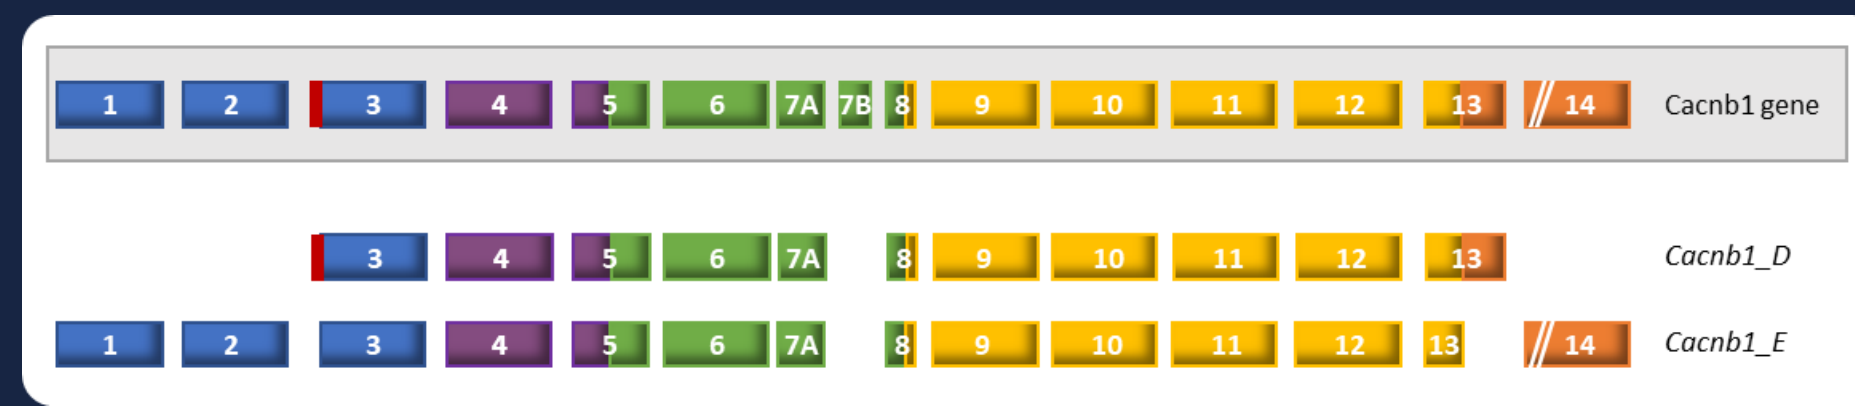 1 2 3 4 5 6 7A 7B 8 9 10 11 12 13 14 Cacnb1 gene
3 4 5 6 7A 8 9 10 11 12 13 Cacnb1_D
1 2 3 4 5 6 7A 8 9 10 11 12 13 14 Cacnb1_E